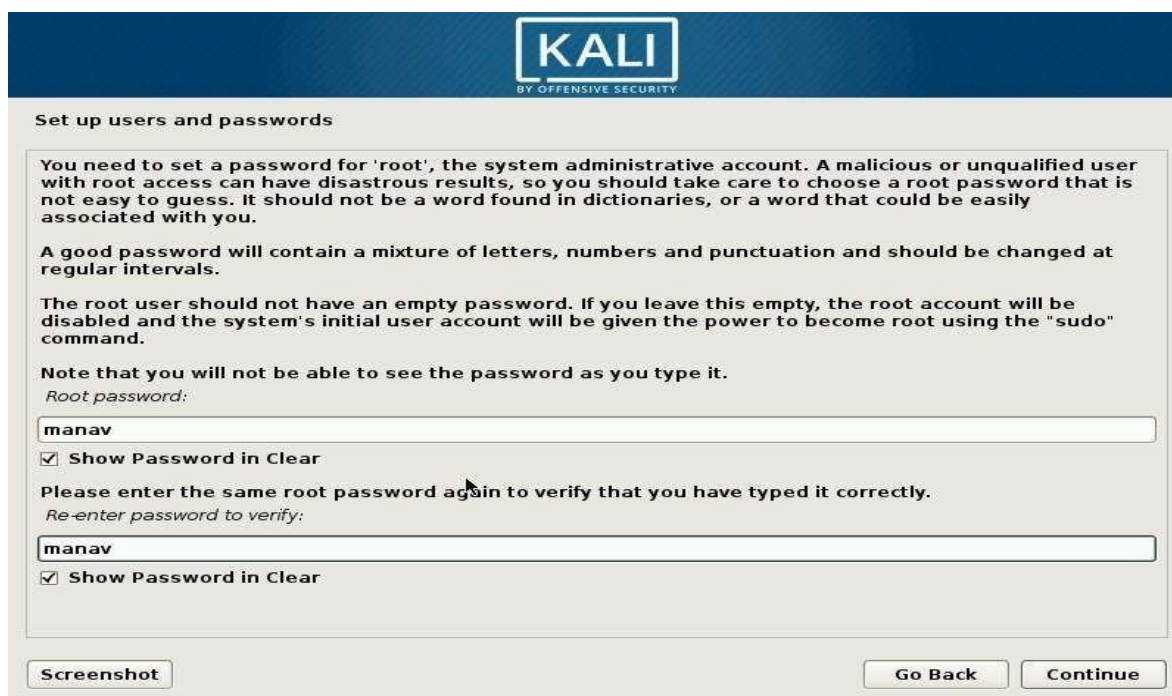 KALI
BY OFFENSIVE SECURITY
Set up users and passwords
You need to set a password for 'root', the system administrative account. A malicious or unqualified user
with root access can have disastrous results, so you should take care to choose a root password that is
not easy to guess. It should not be a word found in dictionaries, or a word that could be easily
associated with you.
A good password will contain a mixture of letters, numbers and punctuation and should be changed at
regular intervals.
The root user should not have an empty password. If you leave this empty, the root account will be
disabled and the system's initial user account will be given the power to become root using the "sudo"
command.
Note that you will not be able to see the password as you type it.
Root password:
manav
Show Password in Clear
Please enter the same root password again to verify that you have typed it correctly.
Re-enter password to verify:
manav
Show Password in Clear
Screenshot
Go Back
Continue